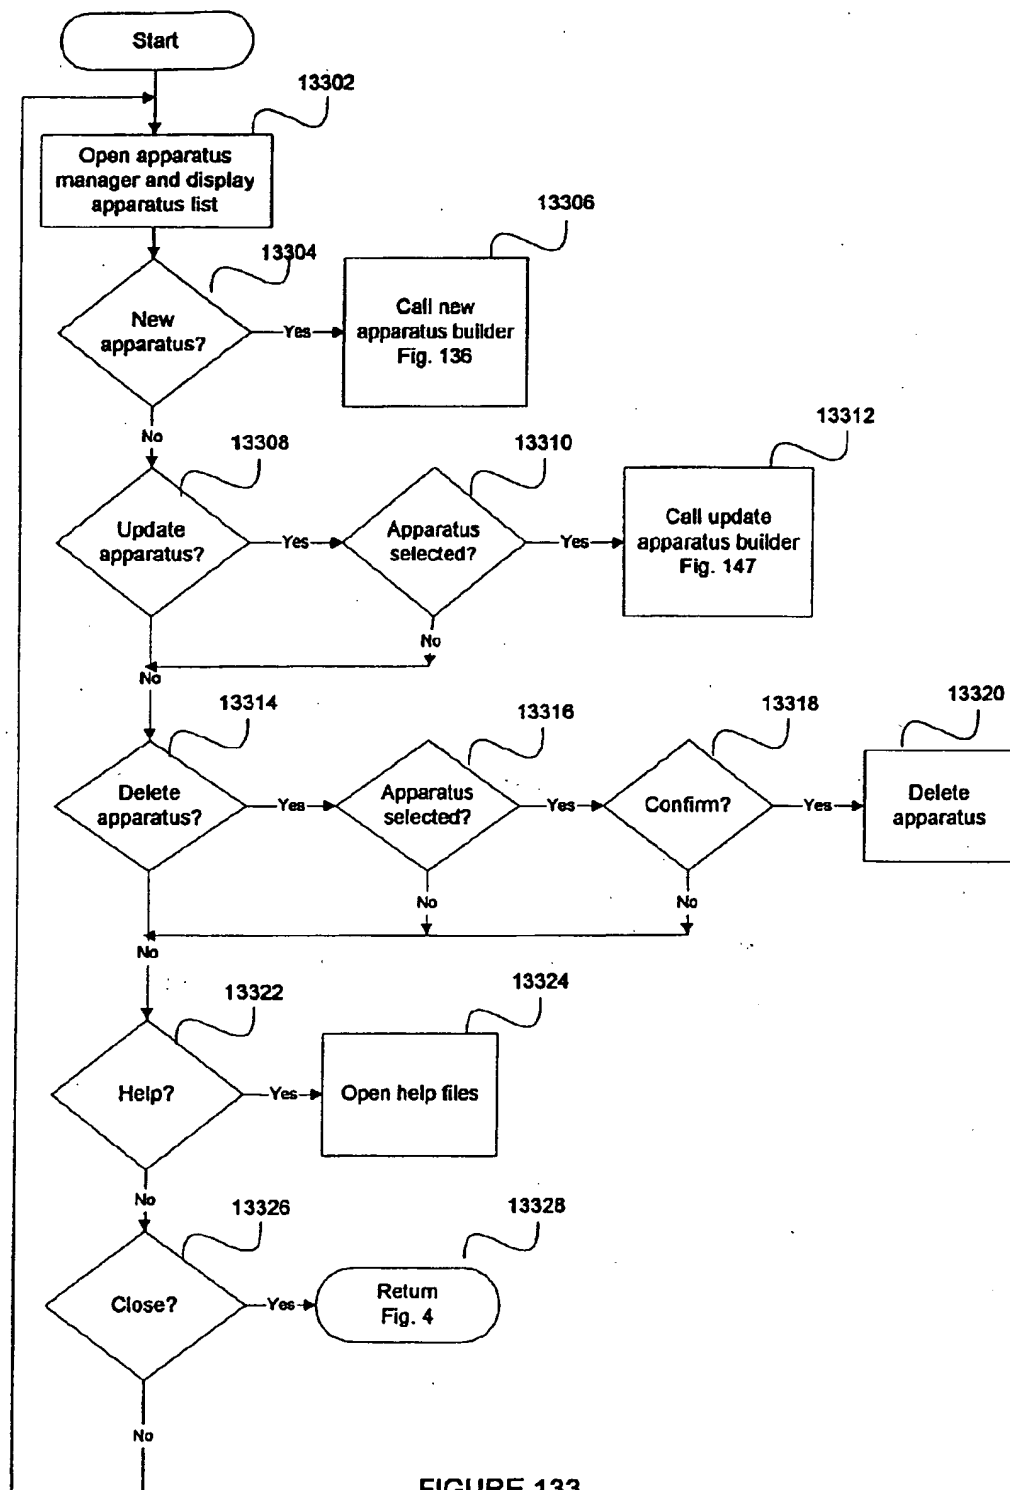 Start
13302
Open apparatus
manager and display
apparatus list
13304
13306
New
apparatus?
Yes
Call new
apparatus builder
Fig. 136
No
13308
13310
13312
Update
apparatus?
Yes
Apparatus
selected?
Yes
Call update
apparatus builder
Fig. 147
No
No
13314
13316
13318
13320
Delete
apparatus?
Yes
Apparatus
selected?
Yes
Confirm?
Yes
Delete
apparatus
No
No
No
13322
13324
Help?
Yes
Open help files
No
13326
13328
Close?
Yes
Return
Fig. 4
No
FIGURE 133